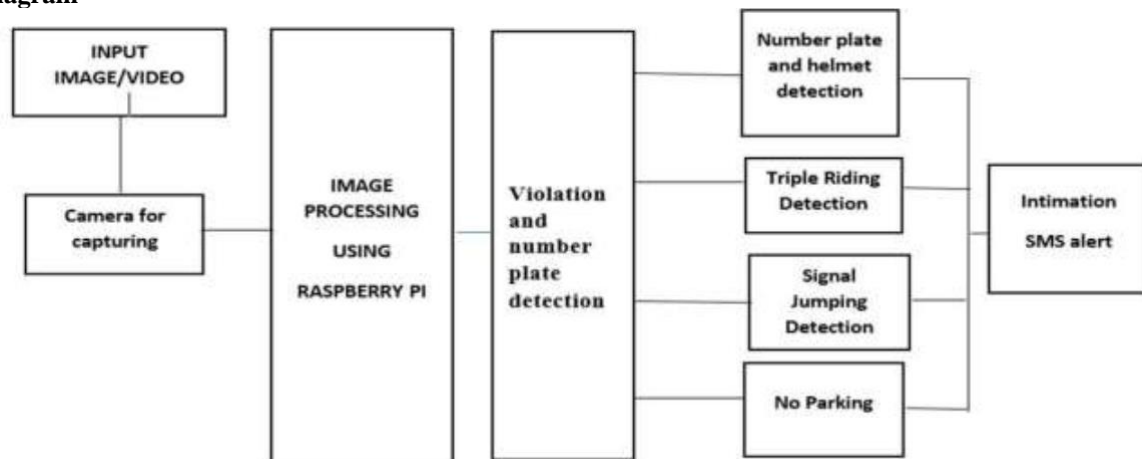 INPUT
IMAGE/VIDEO
Camera for
capturing
IMAGE
PROCESSING
USING
RASPBERRY PI
Violation
and
number
plate
detection
Number plate
and helmet
detection
Triple Riding
Detection
Signal
Jumping
Detection
No Parking
Intimation
SMS alert